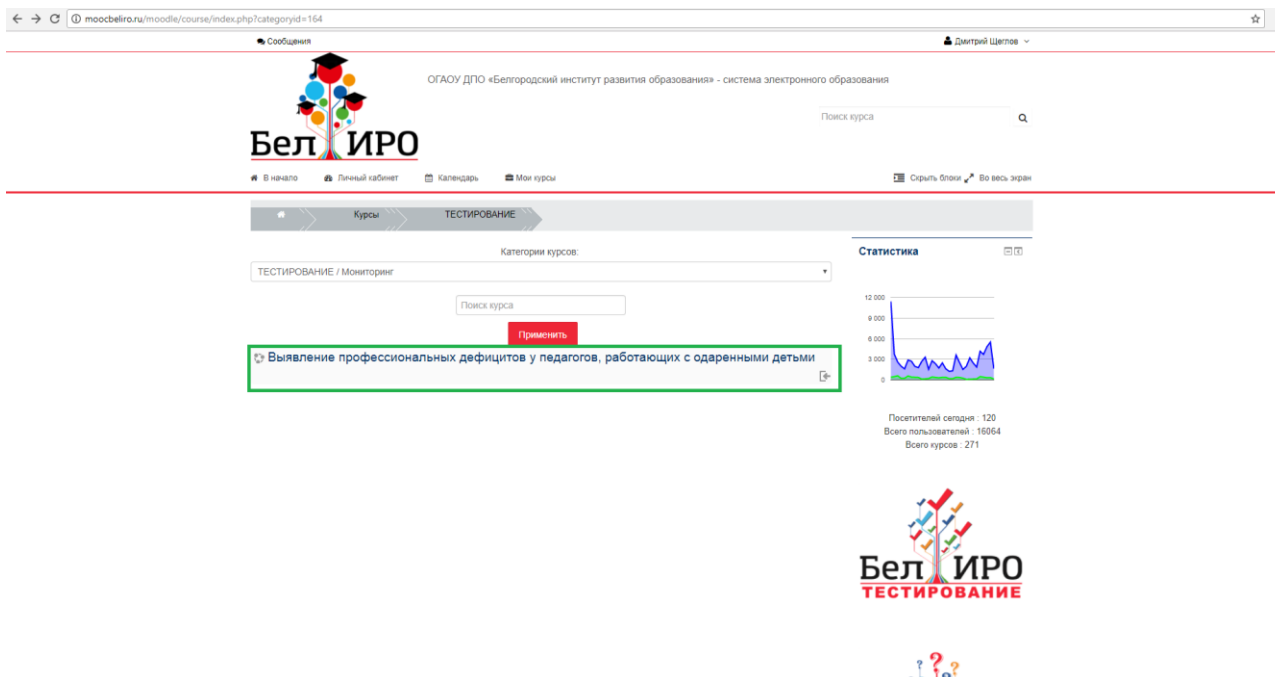 moocbeliro.ru/moodle/course/index.php?categoryid=164
Сообщения
Дмитрий Щеглов
ОГАОУ ДПО «Белгородский институт развития образования» - система электронного образования
Поиск курса
Бел ИРО
В начало Личный кабинет Календарь Мои курсы
Скрыть блоки Во весь экран
Курсы ТЕСТИРОВАНИЕ
Категории курсов:
ТЕСТИРОВАНИЕ / Мониторинг
Поиск курса
Применить
Выявление профессиональных дефицитов у педагогов, работающих с одаренными детьми
Статистика
12 000
9 000
6 000
3 000
0
Посетителей сегодня : 120
Всего пользователей : 16064
Всего курсов : 271
Бел ИРО
ТЕСТИРОВАНИЕ
? ? ?